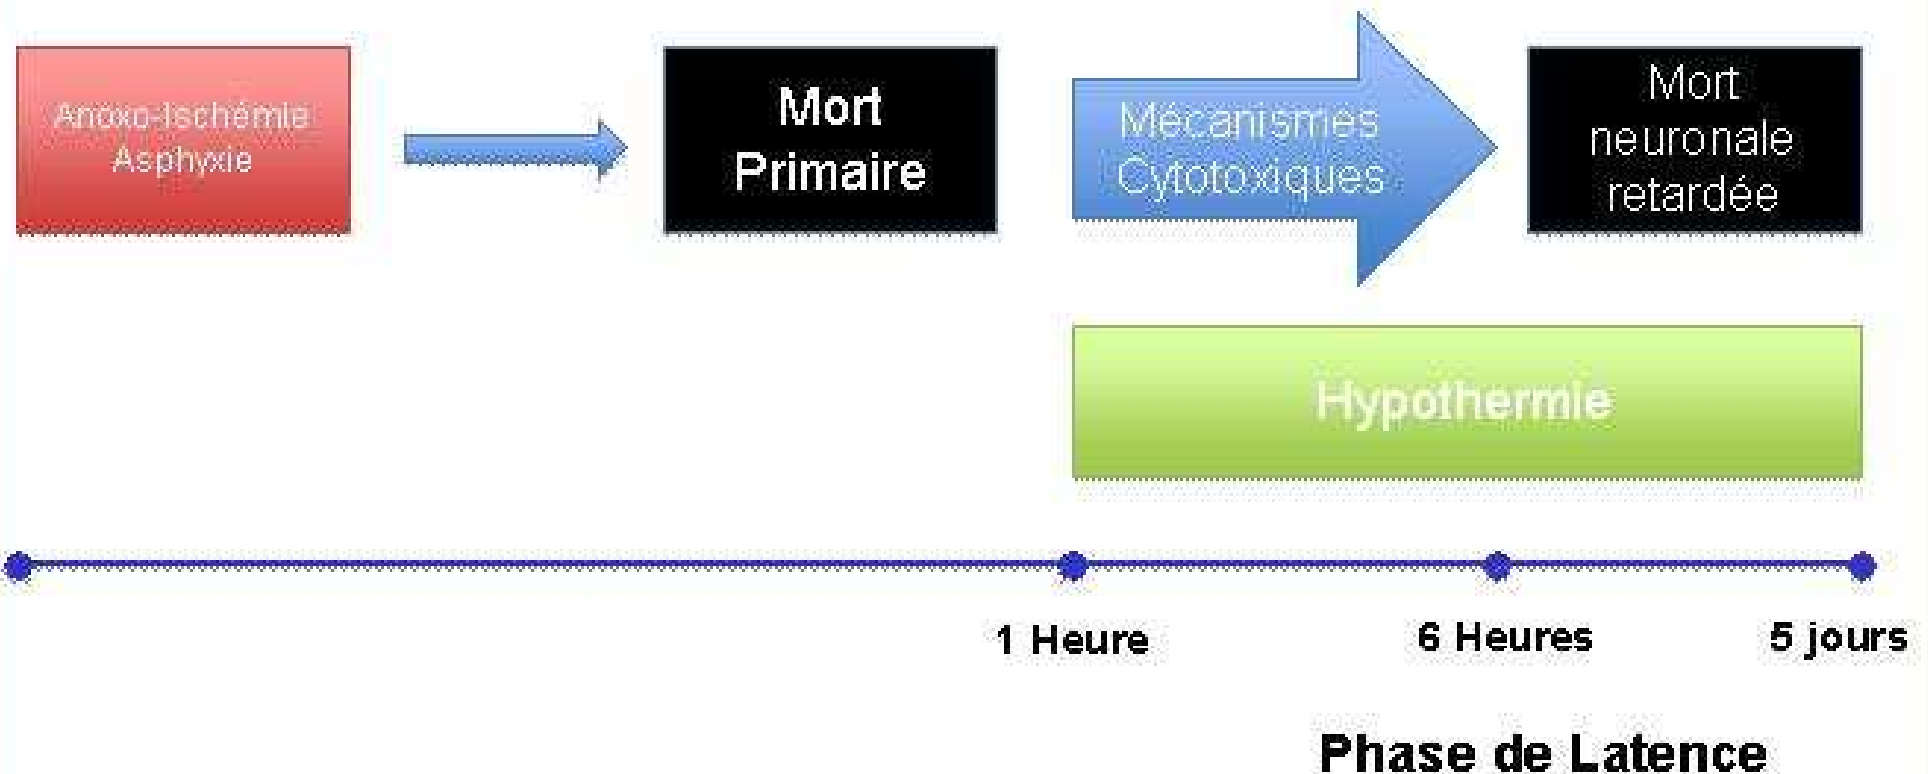 Anoxo-Ischémie
Asphyxie
Mort
Primaire
Mécanismes
Cytotoxiques
Mort
neuronale
retardée
Hypothermie
1 Heure
6 Heures
5 jours
Phase de Latence